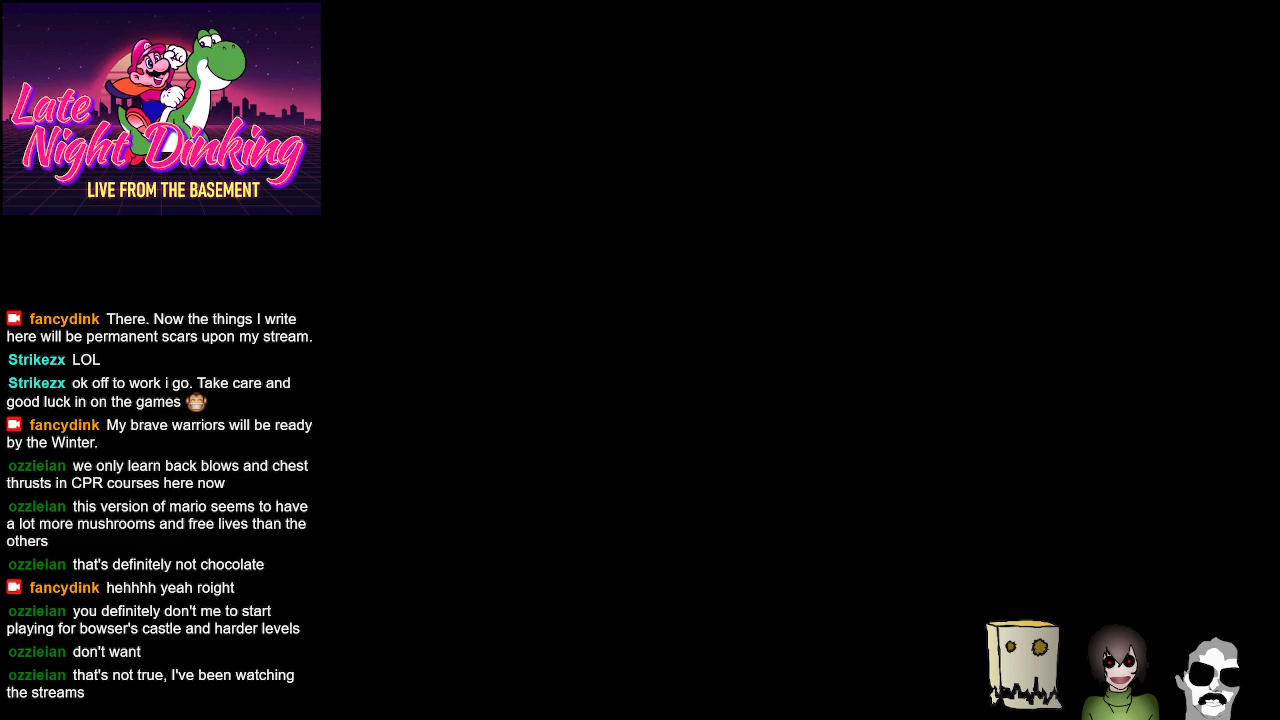 Late
Night Dinking
LIVE FROM THE BASEMENT
fancydink There. Now the things I write
here will be permanent scars upon my stream.
Strikezx LOL
Strikezx ok off to work i go. Take care and
good luck in on the games
fancydink My brave warriors will be ready
by the Winter.
ozzieian we only learn back blows and chest
thrusts in CPR courses here now
ozzieian this version of mario seems to have
a lot more mushrooms and free lives than the
others
ozzieian that's definitely not chocolate
fancydink hehhhh yeah roight
ozzieian you definitely don't me to start
playing for bowser's castle and harder levels
ozzieian don't want
ozzieian that's not true, I've been watching
the streams